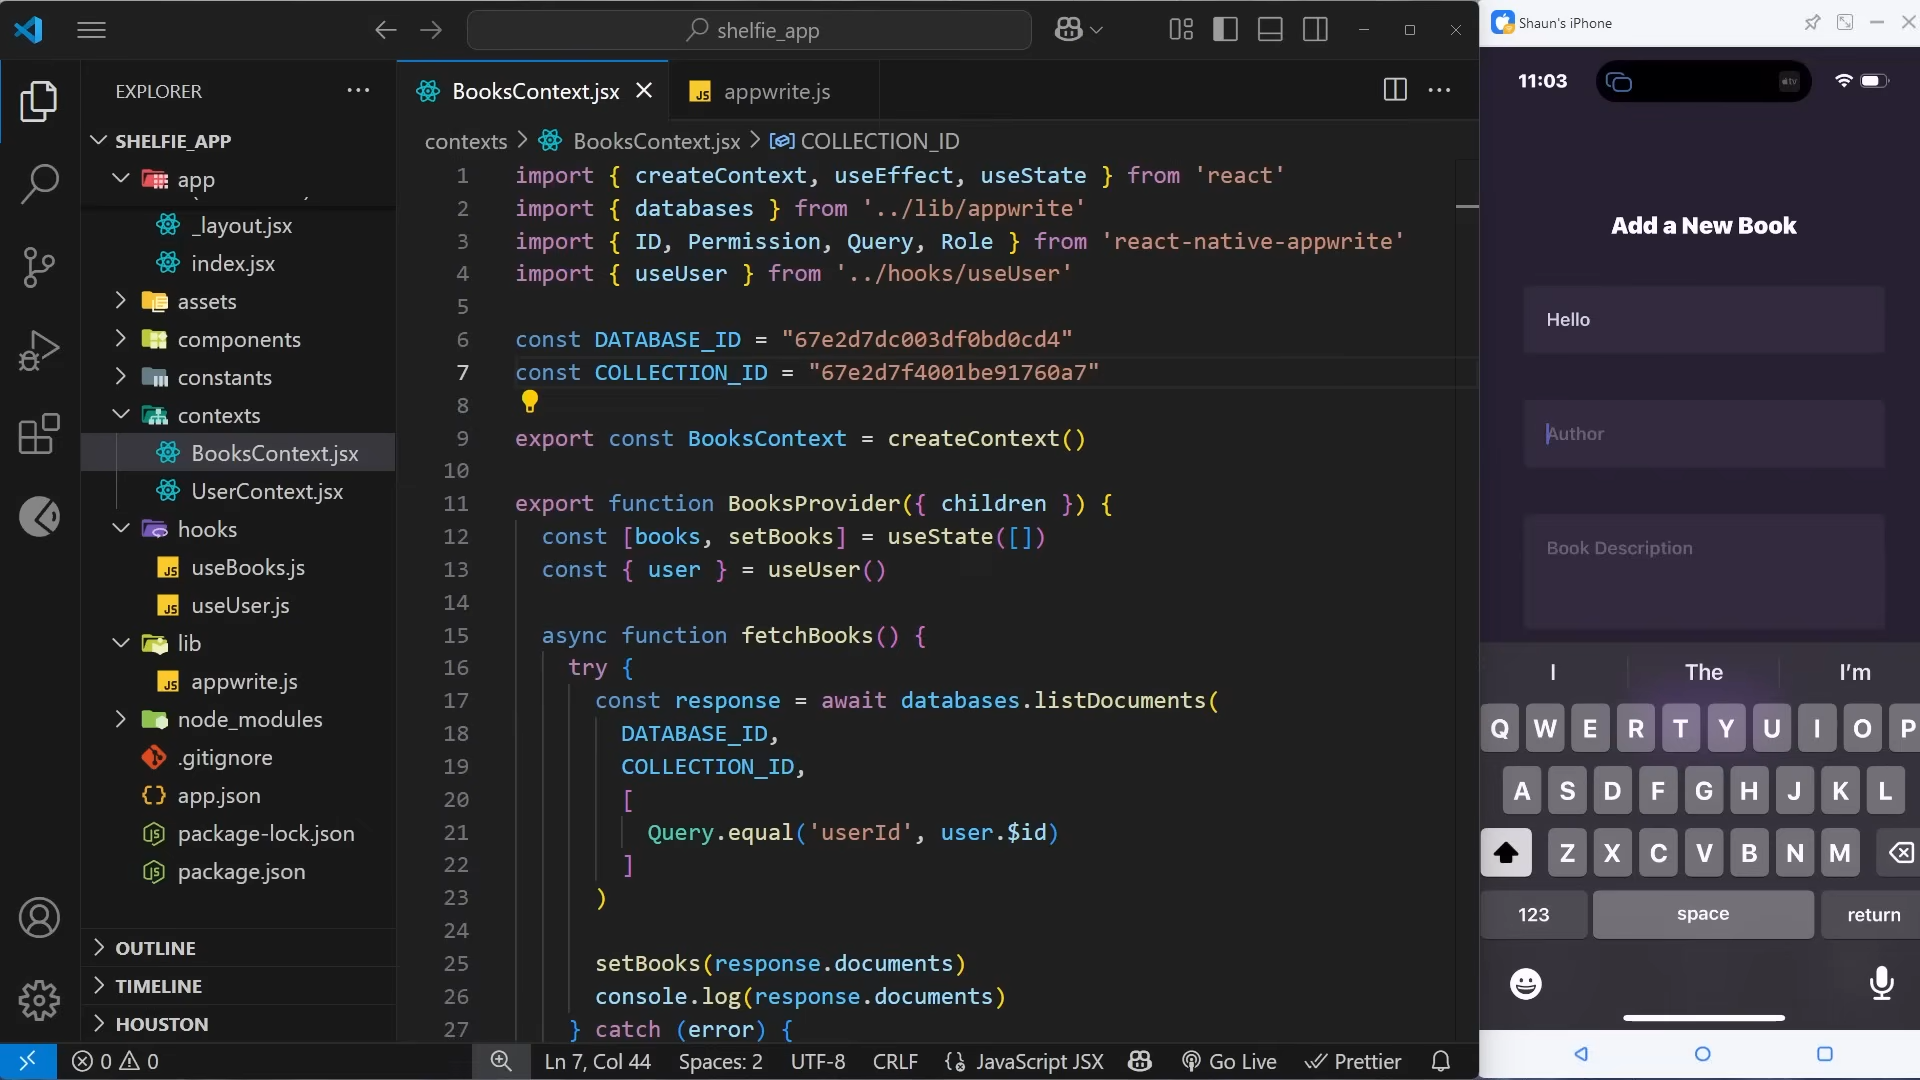 shelfie_app
Shaun's iPhone
EXPLORER
SHELFIE_APP
app
_layout.jsx
index.jsx
assets
components
constants
contexts
BooksContext.jsx
UserContext.jsx
hooks
JS useBooks.js
JS useUser.js
lib
JS appwrite.js
node_modules
.gitignore
{} app.json
package-lock.json
package.json
OUTLINE
TIMELINE
HOUSTON
BooksContext.jsx
JS appwrite.js
contexts > BooksContext.jsx > COLLECTION_ID
1 import { createContext, useEffect, useState } from 'react'
2 import { databases } from '../lib/appwrite'
3 import { ID, Permission, Query, Role } from 'react-native-appwrite'
4 import { useUser } from '../hooks/useUser'
5
6 const DATABASE_ID = "67e2d7dc003df0bd0cd4"
7 const COLLECTION_ID = "67e2d7f4001be91760a7"
8
9 export const BooksContext = createContext()
10
11 export function BooksProvider({ children }) {
12 const [books, setBooks] = useState([])
13 const { user } = useUser()
14
15 async function fetchBooks() {
16 try {
17 const response = await databases.listDocuments(
18 DATABASE_ID,
19 COLLECTION_ID,
20 [
21 Query.equal('userId', user.$id)
22 ]
23 )
24
25 setBooks(response.documents)
26 console.log(response.documents)
27 } catch (error) {
0 0
Ln 7, Col 44
Spaces: 2
UTF-8
CRLF
{} JavaScript JSX
Go Live
Prettier
11:03
tv
Add a New Book
Hello
Author
Book Description
I The I'm
Q W E R T Y U I O P
A S D F G H J K L
Z X C V B N M
123 space return